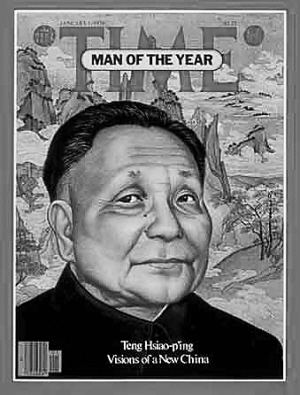 TIME
MAN OF THE YEAR
Teng Hsiao-p'ing
Visions of a New China